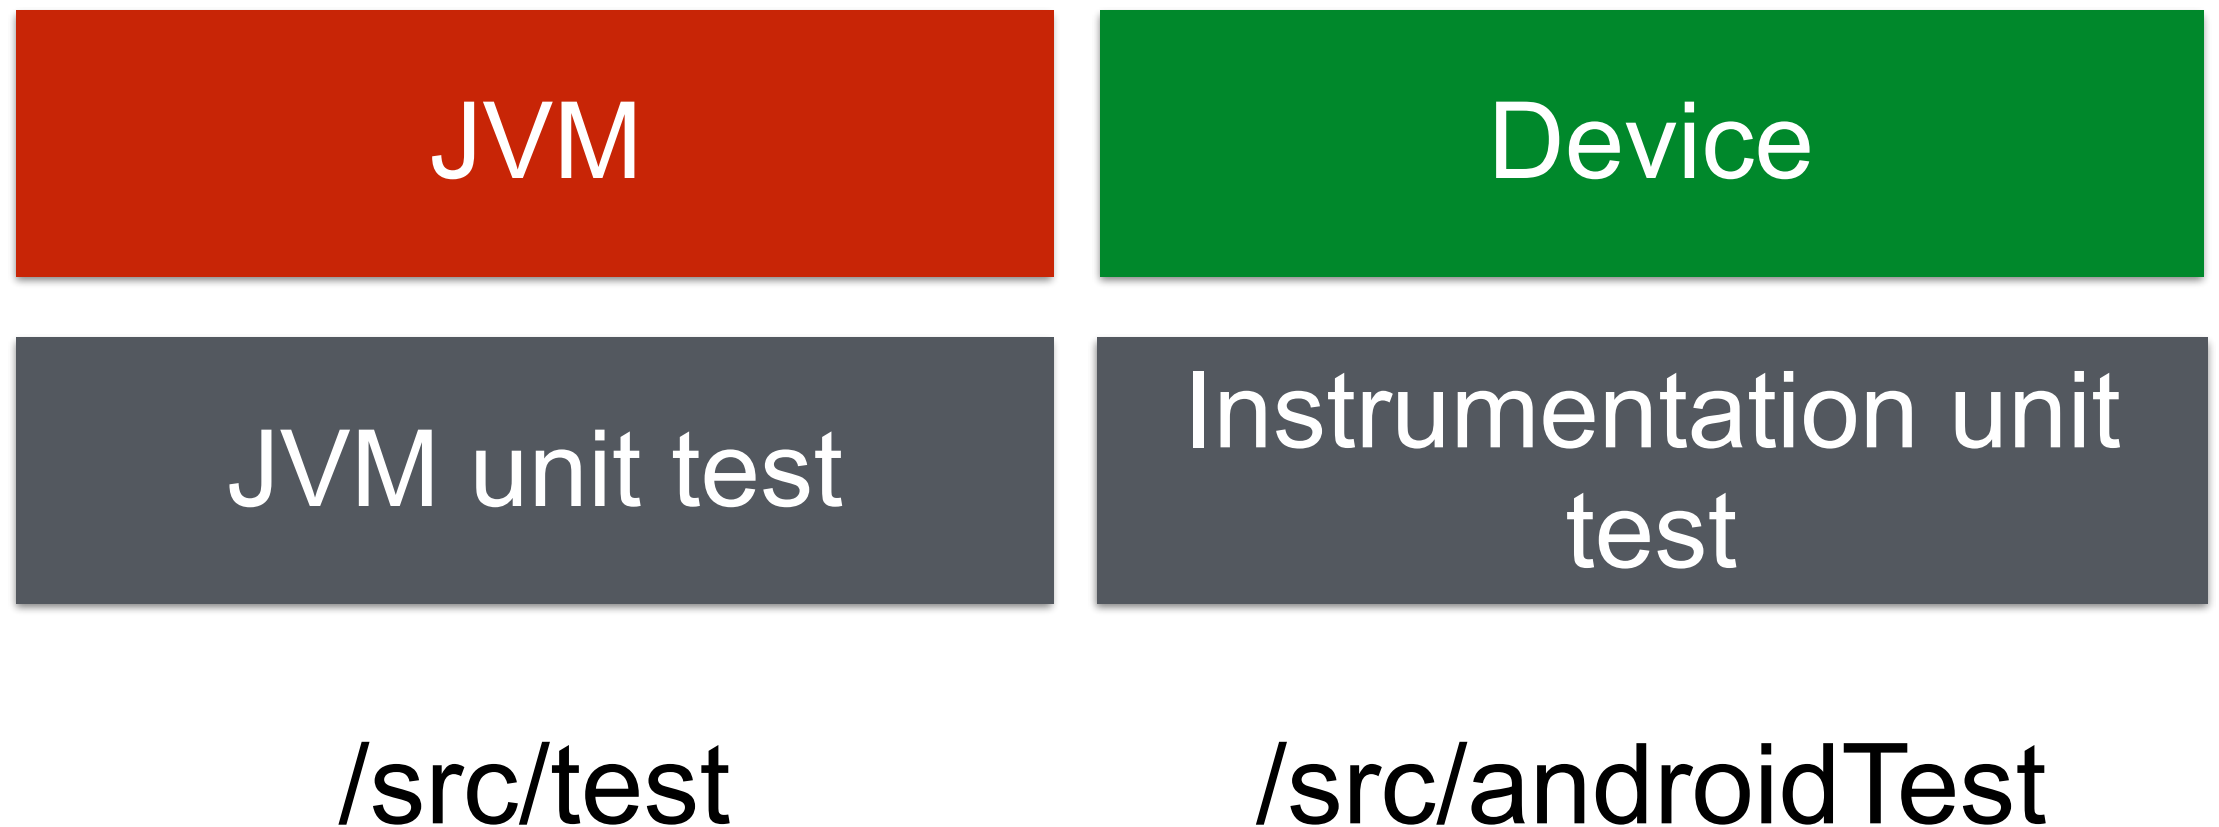 JVM
Device
JVM unit test
Instrumentation unit
test
/src/test
/src/androidTest